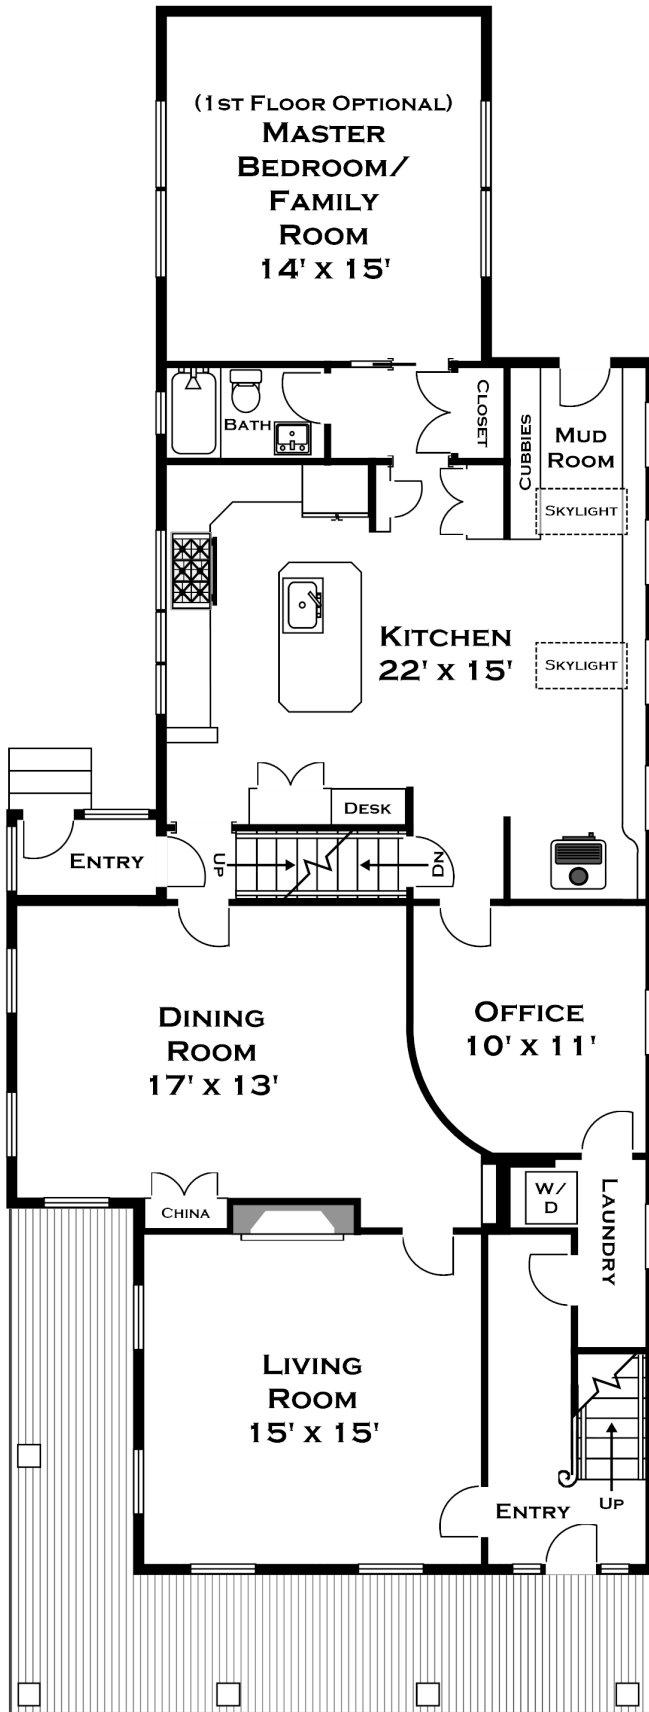 (1st Floor Optional)
Master
Bedroom/
Family
Room
14' x 15'
Bath
Closet
Cubbies
Mud
Room
Skylight
Kitchen
22' x 15'
Skylight
Desk
Entry
Up
DN
Dining
Room
17' x 13'
Office
10' x 11'
China
W/
D
Laundry
Living
Room
15' x 15'
Entry
Up